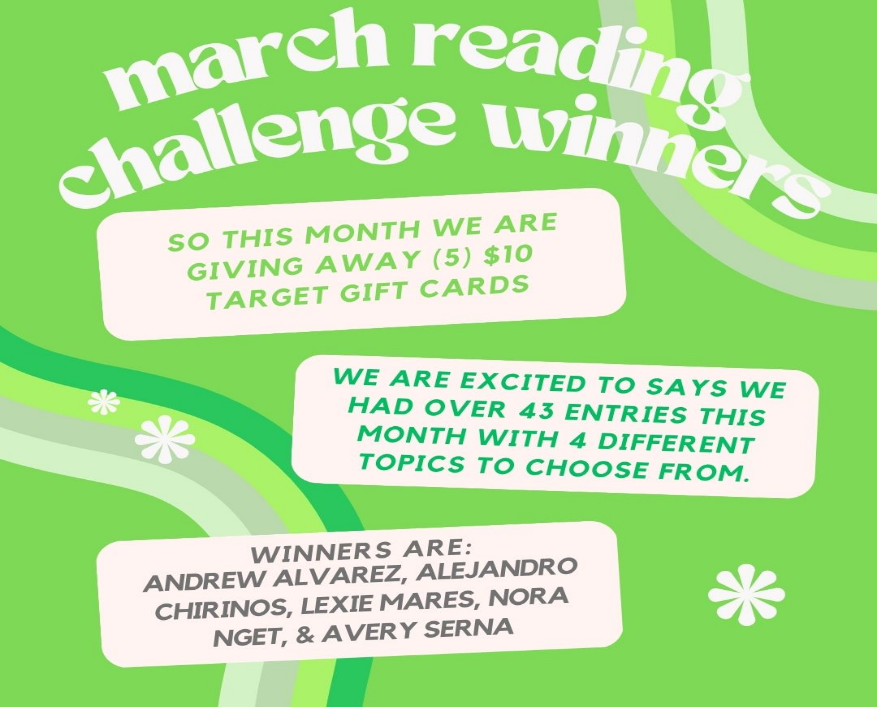 march reading
challenge winners
SO THIS MONTH WE ARE
GIVING AWAY (5) $10
TARGET GIFT CARDS
WE ARE EXCITED TO SAYS WE
HAD OVER 43 ENTRIES THIS
MONTH WITH 4 DIFFERENT
TOPICS TO CHOOSE FROM.
WINNERS ARE:
ANDREW ALVAREZ, ALEJANDRO
CHIRINOS, LEXIE MARES, NORA
NGET, & AVERY SERNA